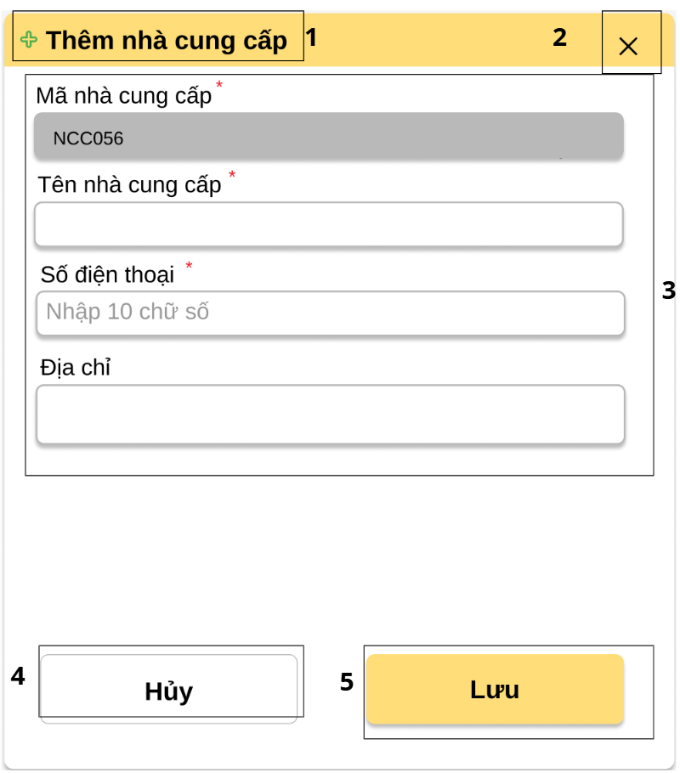 Thêm nhà cung cấp 1 2
Mã nhà cung cấp *
NCC056
Tên nhà cung cấp *
Số điện thoại *
3
Nhập 10 chữ số
Địa chỉ
4 Hủy 5 Lưu